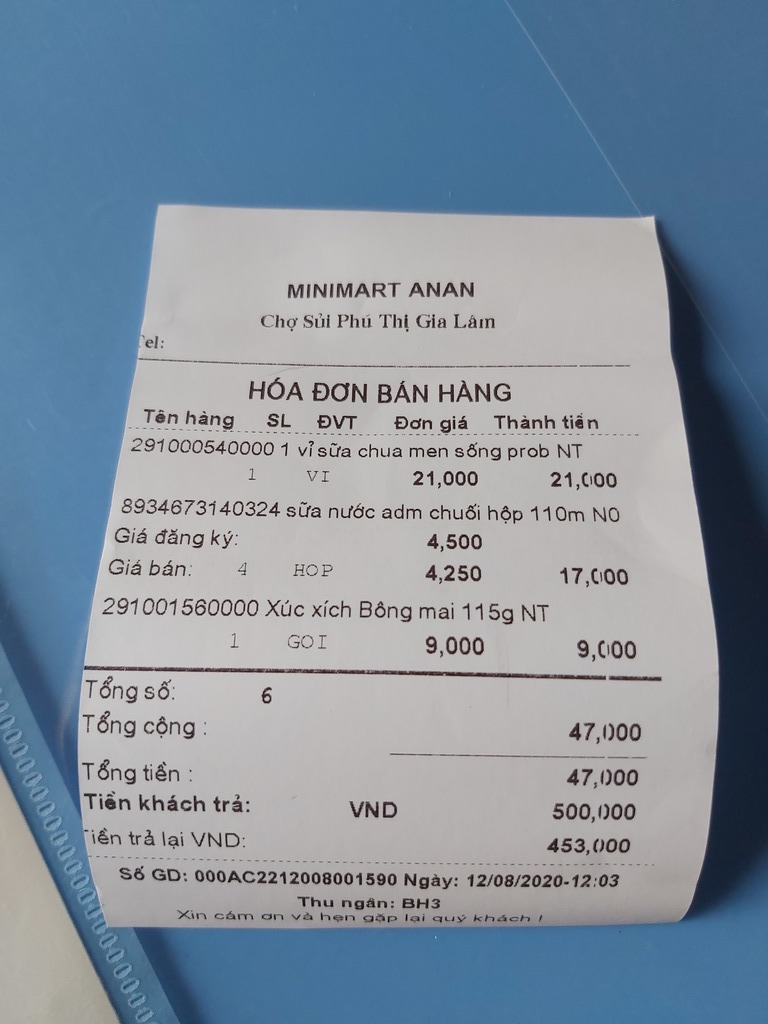 MINIMART ANAN
Chợ Sủi Phú Thị Gia Lâm
Tel:
HÓA ĐƠN BÁN HÀNG
Tên hàng SL ĐVT Đơn giá Thành tiền
291000540000 1 vỉ sữa chua men sống prob NT
1 VI 21,000 21,000
8934673140324 sữa nước adm chuối hộp 110m N0
Giá đăng ký: 4,500
Giá bán: 4 HOP 4,250 17,000
291001560000 Xúc xích Bông mai 115g NT
1 GOI 9,000 9,000
Tổng số: 6
Tổng cộng : 47,000
Tổng tiền : 47,000
Tiền khách trả: VND 500,000
Tiền trả lại VND: 453,000
Số GD: 000AC2212008001590 Ngày: 12/08/2020-12:03
Thu ngân: BH3
Xin cám ơn và hẹn gặp lại quý khách !